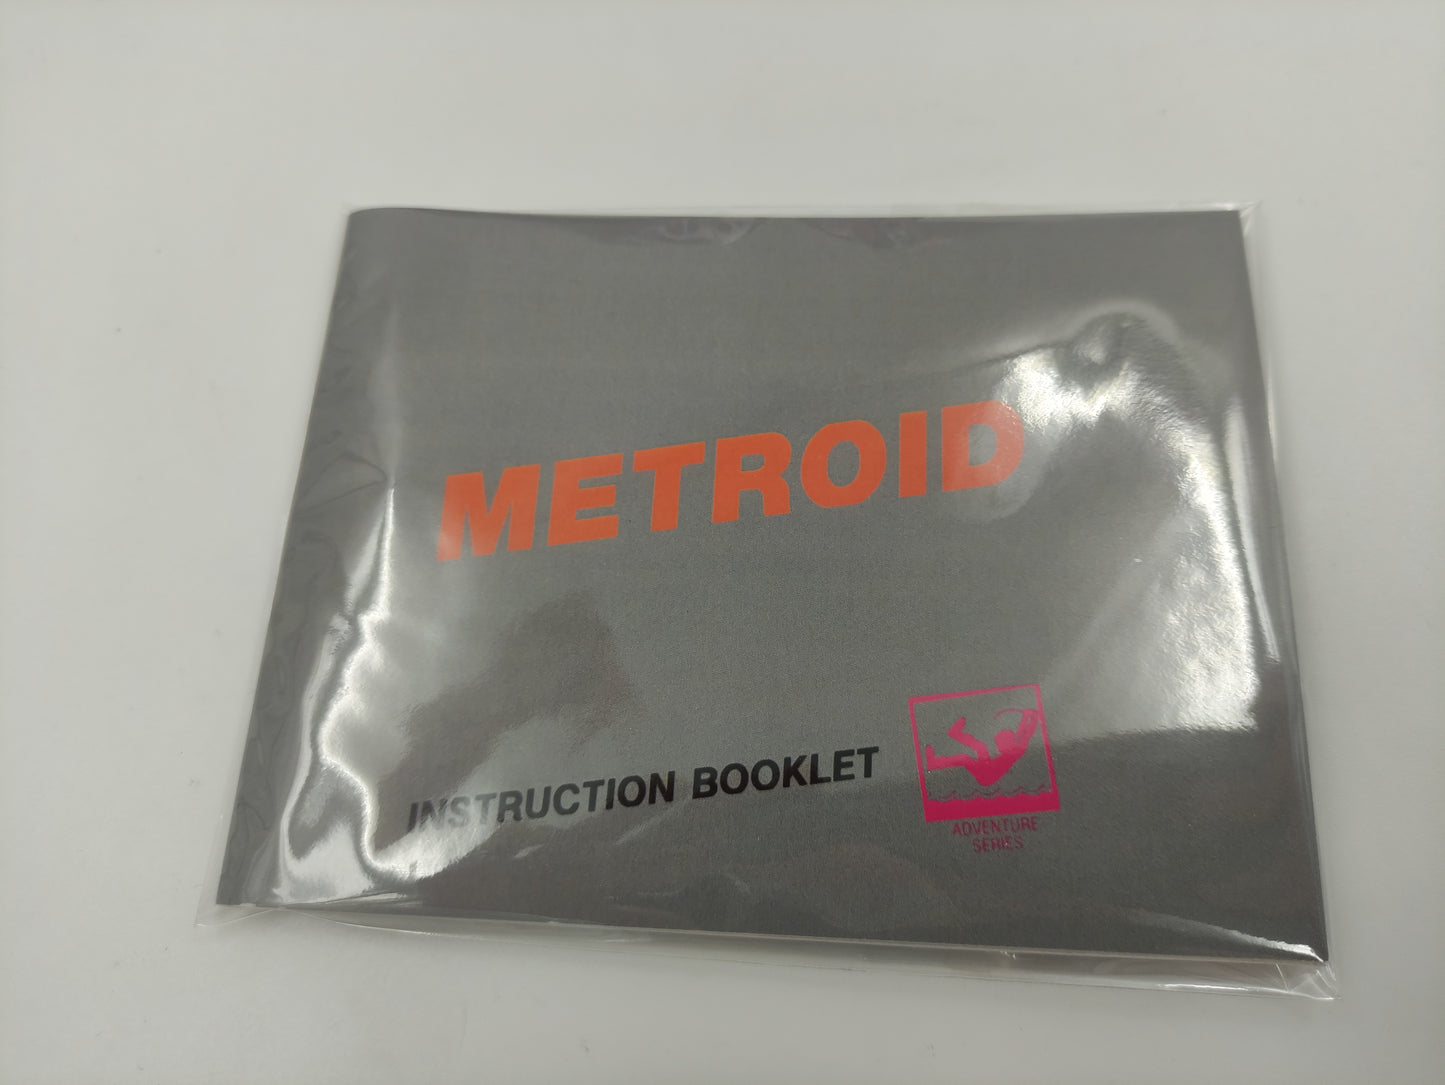 METROID
INSTRUCTION BOOKLET
ADVENTURE
SERIES